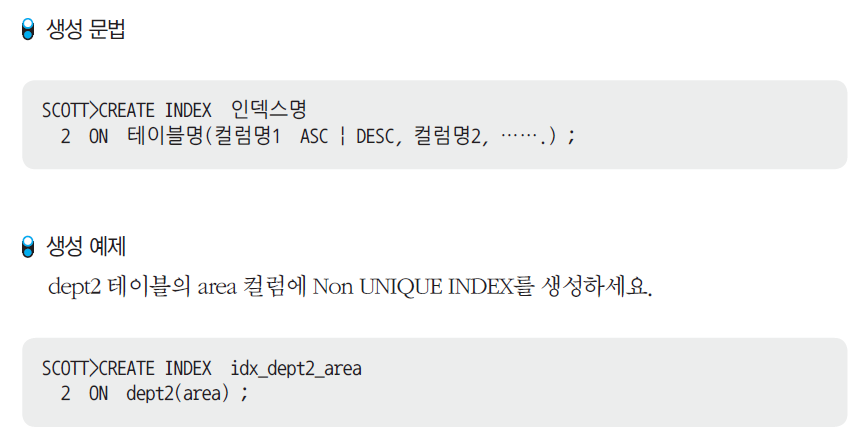 생성 문법
SCOTT>CREATE INDEX 인덱스명
2 ON 테이블명(컬럼명1 ASC | DESC, 컬럼명2, …….) ;
생성 예제
dept2 테이블의 area 컬럼에 Non UNIQUE INDEX를 생성하세요.
SCOTT>CREATE INDEX idx_dept2_area
2 ON dept2(area) ;